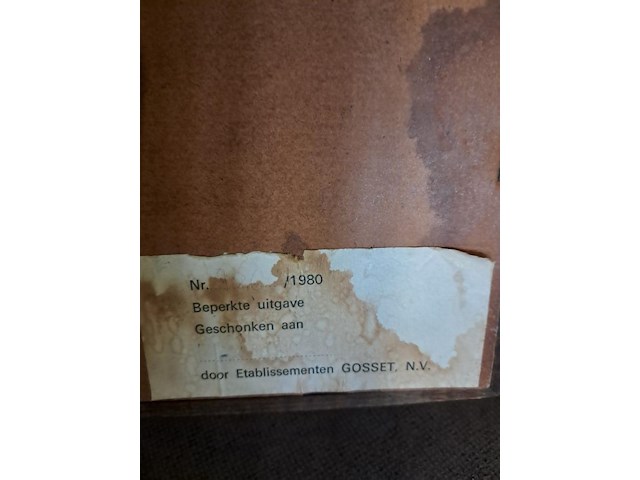 Nr. /1980
Beperkte uitgave
Geschonken aan
door Etablissementen GOSSET. N.V.